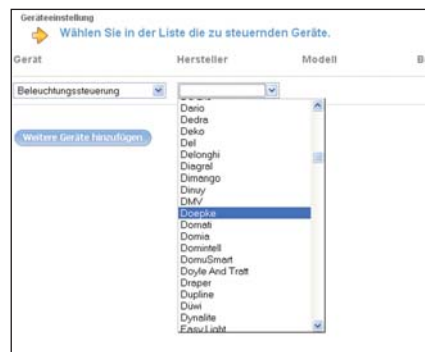 Geräteeinstellung
Wählen Sie in der Liste die zu steuernden Geräte.
Gerät Hersteller Modell
Beleuchtungssteuerung
Dario
Dedra
Deko
Weitere Geräte hinzufügen
Del
Delonghi
Diagral
Dimango
Dinuy
DMV
Doepke
Domati
Domia
Domintell
DomuSmart
Doyle And Tratt
Draper
Dupline
Düwi
Dynalite
Easy Light